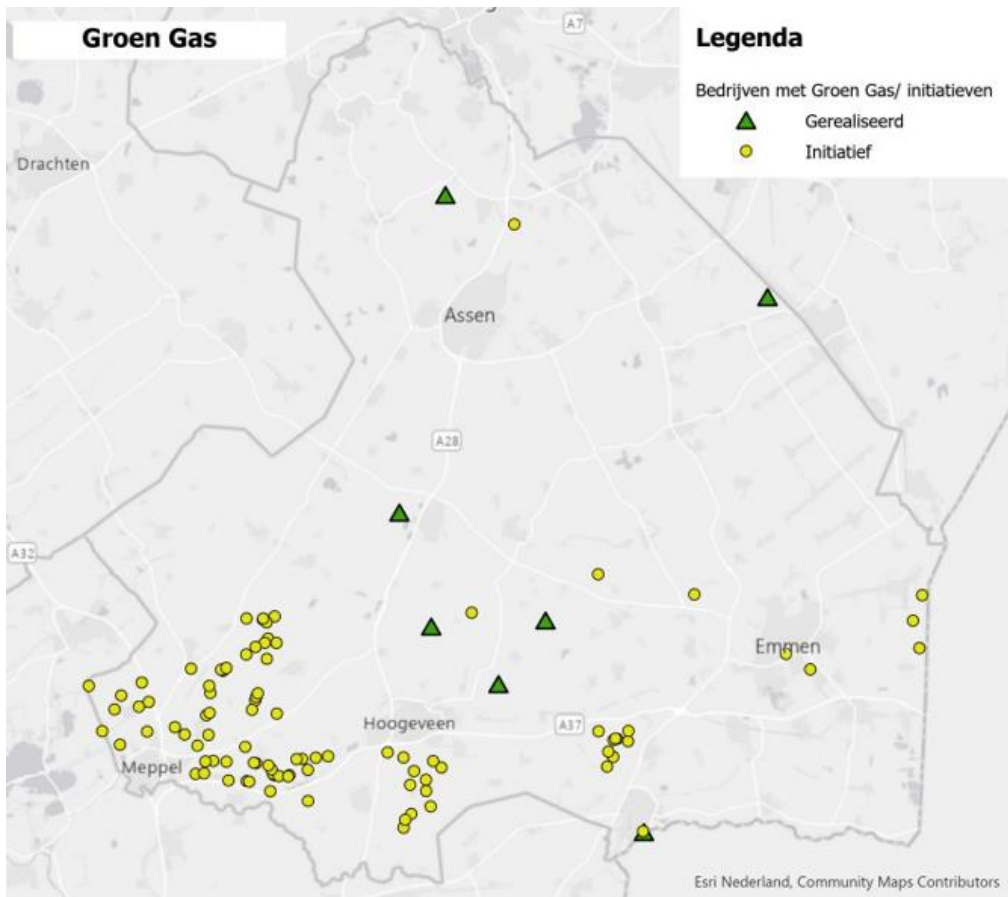 Groen Gas
A7
Legenda
Bedrijven met Groen Gas/ initiatieven
Gerealiseerd
Initiatief
Drachten
Assen
A28
A32
Emmen
Hoogeveen
A37
Meppel
Esri Nederland, Community Maps Contributors